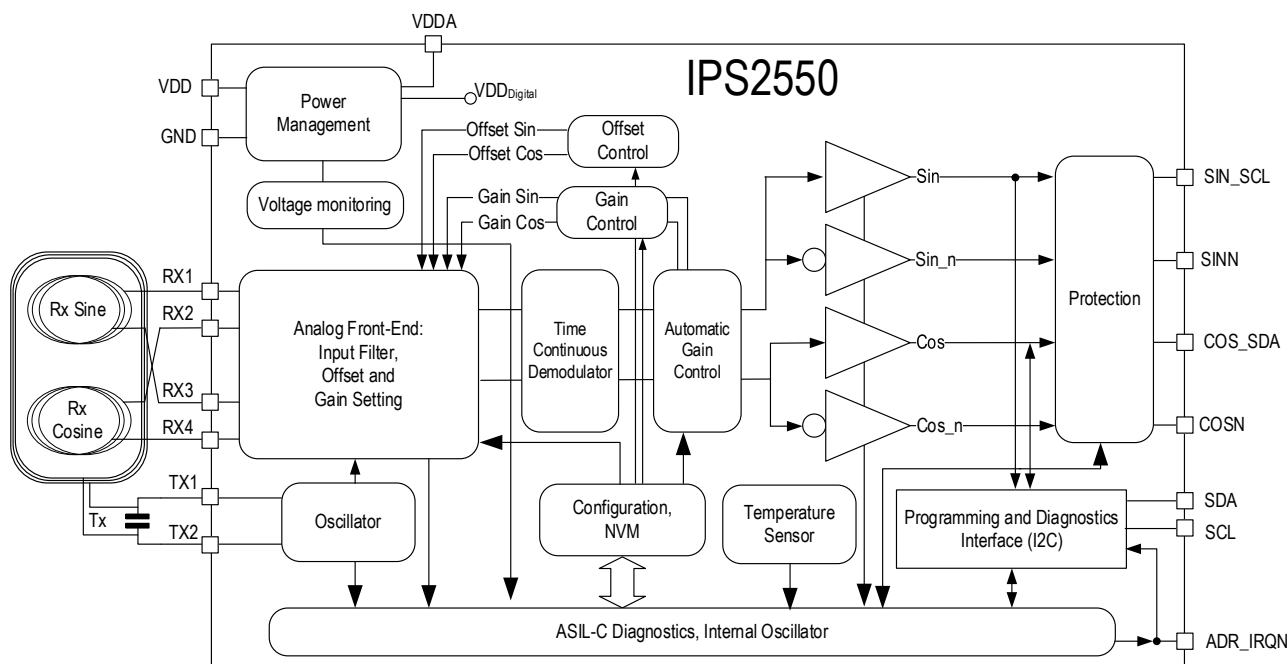 VDDA
IPS2550
VDD
GND
Power
Management
VDDDigital
Voltage monitoring
Offset Sin
Offset Cos
Offset
Control
Gain Sin
Gain Cos
Gain
Control
Rx Sine
Rx
Cosine
RX1
RX2
RX3
RX4
Analog Front-End:
Input Filter,
Offset and
Gain Setting
Time
Continuous
Demodulator
Automatic
Gain
Control
Sin
Sin_n
Cos
Cos_n
Protection
SIN_SCL
SINN
COS_SDA
COSN
TX1
Tx
TX2
Oscillator
Configuration,
NVM
Temperature
Sensor
Programming and Diagnostics
Interface (I2C)
SDA
SCL
ASIL-C Diagnostics, Internal Oscillator
ADR_IRQN